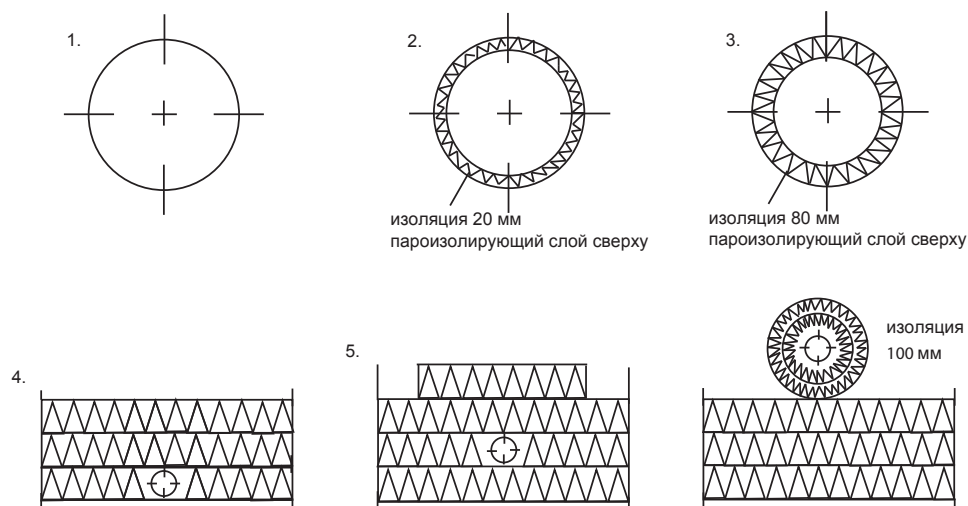 1.
2.
3.
изоляция 20 мм
пароизолирующий слой сверху
изоляция 80 мм
пароизолирующий слой сверху
4.
5.
изоляция
100 мм